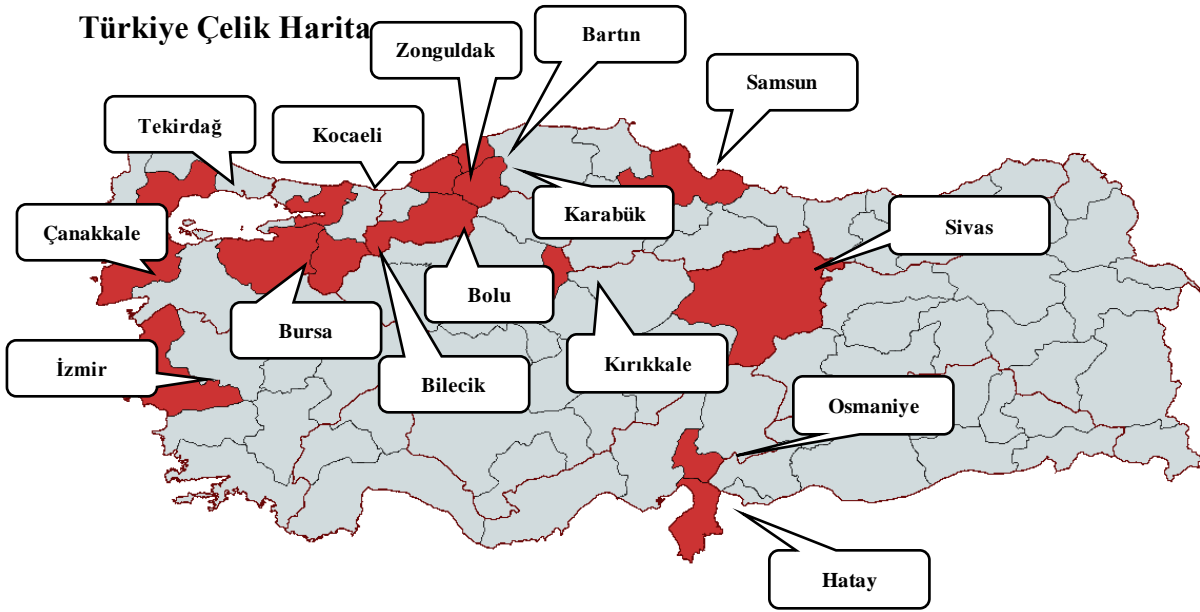 Türkiye Çelik Harita
Zonguldak
Bartın
Samsun
Tekirdağ
Kocaeli
Çanakkale
Karabük
Sivas
Bolu
Bursa
İzmir
Bilecik
Kırıkkale
Osmaniye
Hatay